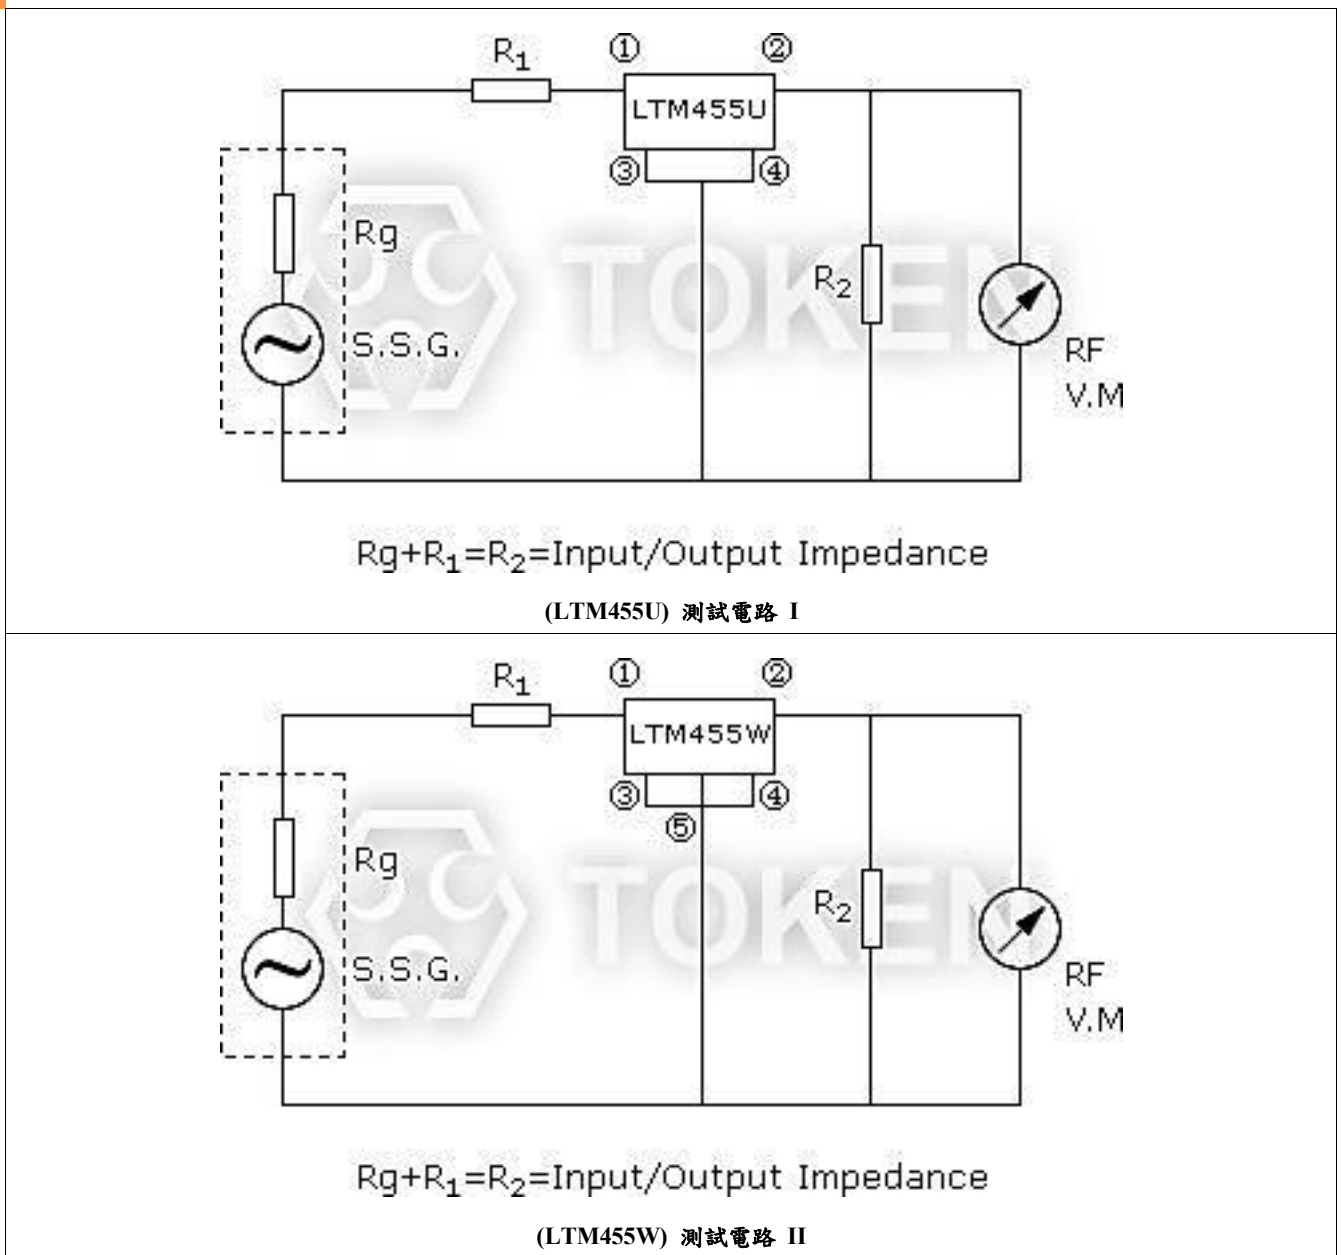 R1
①
②
LTM455U
③
④
Rg
TOKEN
R2
S.S.G.
RF
V.M
Rg+R1=R2=Input/Output Impedance
(LTM455U) 測試電路 I
R1
①
②
LTM455W
③
④
⑤
Rg
TOKEN
R2
S.S.G.
RF
V.M
Rg+R1=R2=Input/Output Impedance
(LTM455W) 測試電路 II